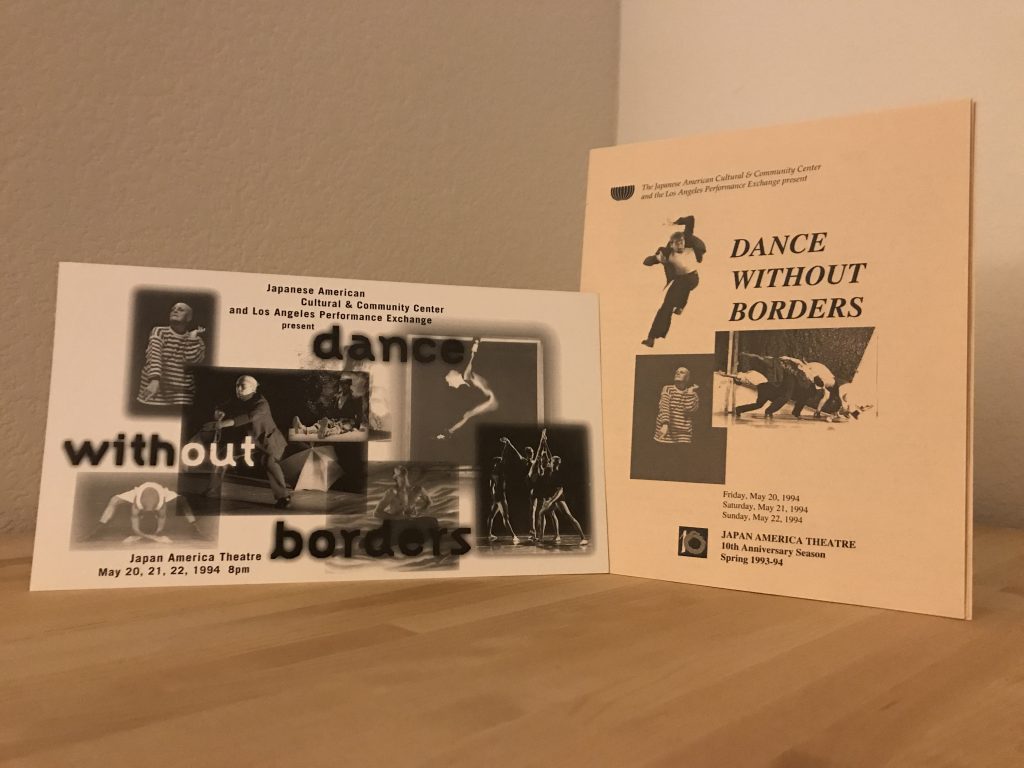 Japanese American
Cultural & Community Center
and Los Angeles Performance Exchange
present
dance
without
borders
Japan America Theatre
May 20, 21, 22, 1994 8pm
The Japanese American Cultural & Community Center
and the Los Angeles Performance Exchange present
DANCE
WITHOUT
BORDERS
Friday, May 20, 1994
Saturday, May 21, 1994
Sunday, May 22, 1994
10
JAPAN AMERICA THEATRE
10th Anniversary Season
Spring 1993-94